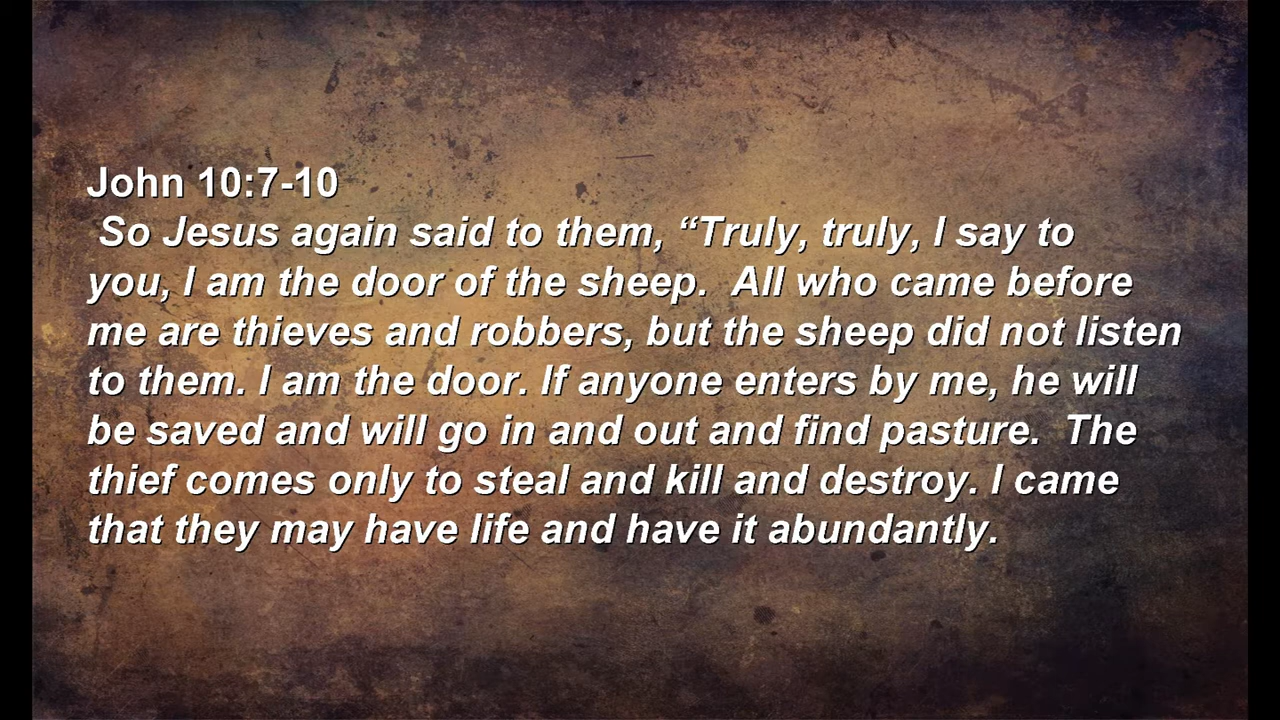 John 10:7-10
So Jesus again said to them, “Truly, truly, I say to
you, I am the door of the sheep.  All who came before
me are thieves and robbers, but the sheep did not listen
to them. I am the door. If anyone enters by me, he will
be saved and will go in and out and find pasture.  The
thief comes only to steal and kill and destroy. I came
that they may have life and have it abundantly.